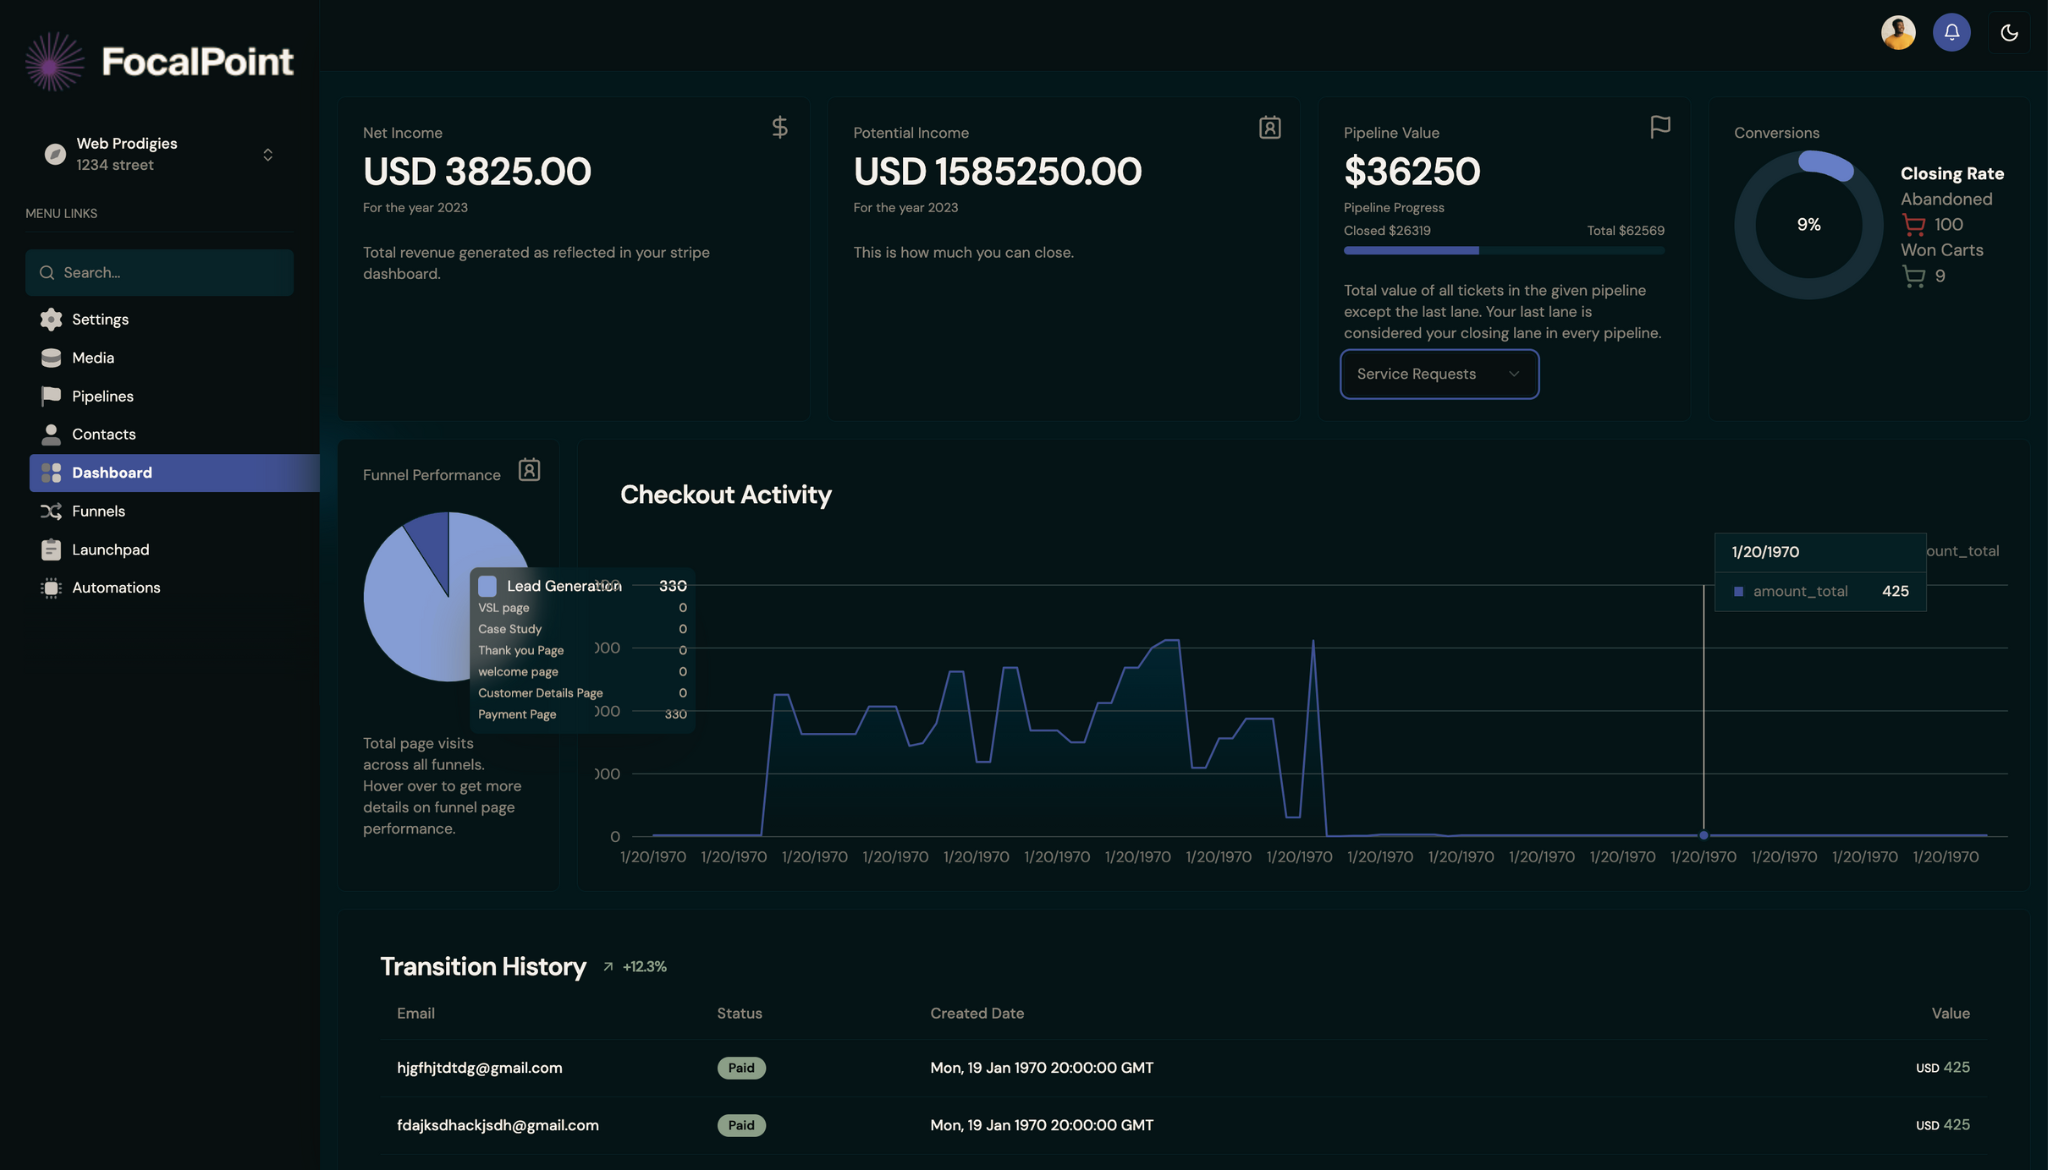 FocalPoint
Web Prodigies
1234 street
MENU LINKS
Search...
Settings
Media
Pipelines
Contacts
Dashboard
Funnels
Launchpad
Automations
Net Income
USD 3825.00
For the year 2023
Total revenue generated as reflected in your stripe
dashboard.
Potential Income
USD 1585250.00
For the year 2023
This is how much you can close.
Pipeline Value
$36250
Pipeline Progress
Closed $26319
Total $62569
Total value of all tickets in the given pipeline
except the last lane. Your last lane is
considered your closing lane in every pipeline.
Service Requests
Conversions
9%
Closing Rate
Abandoned
100
Won Carts
9
Funnel Performance
Lead Generation 330
VSL page 0
Case Study 0
Thank you Page 0
welcome page 0
Customer Details Page 0
Payment Page 330
Total page visits
across all funnels.
Hover over to get more
details on funnel page
performance.
Checkout Activity
1/20/1970
amount_total 425
ount_total
000
000
000
0
1/20/1970 1/20/1970 1/20/1970 1/20/1970 1/20/1970 1/20/1970 1/20/1970 1/20/1970 1/20/1970 1/20/1970 1/20/1970 1/20/1970 1/20/1970 1/20/1970 1/20/1970 1/20/1970 1/20/1970
Transition History +12.3%
Email Status Created Date Value
hjgfhjtdtdg@gmail.com Paid Mon, 19 Jan 1970 20:00:00 GMT USD 425
fdajksdhackjsdh@gmail.com Paid Mon, 19 Jan 1970 20:00:00 GMT USD 425